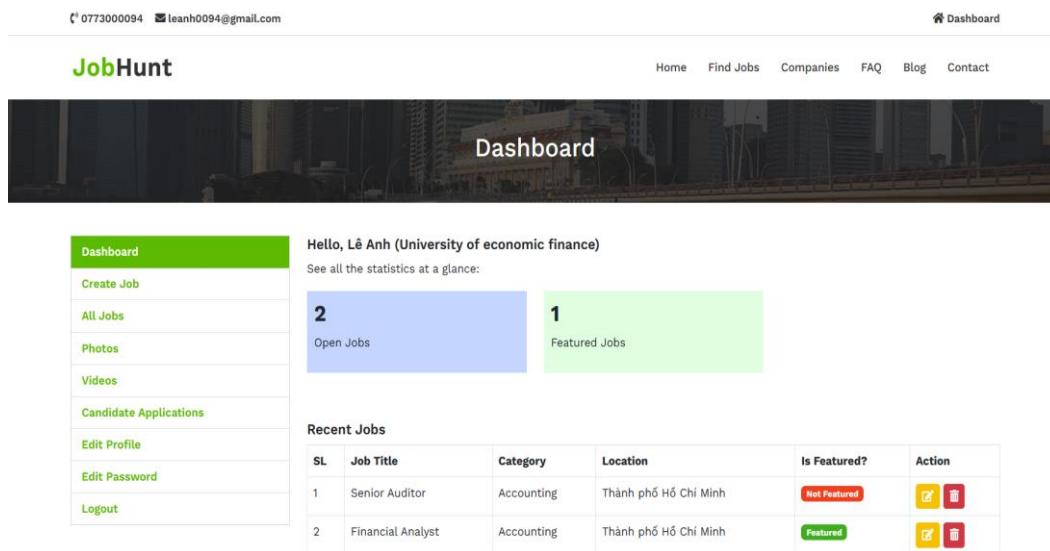 0773000094 leanh0094@gmail.com Dashboard
JobHunt Home Find Jobs Companies FAQ Blog Contact
Dashboard
Dashboard
Create Job
All Jobs
Photos
Videos
Candidate Applications
Edit Profile
Edit Password
Logout
Hello, Lê Anh (University of economic finance)
See all the statistics at a glance:
2
Open Jobs
1
Featured Jobs
Recent Jobs
SL Job Title Category Location Is Featured? Action
1 Senior Auditor Accounting Thành phố Hồ Chí Minh Not Featured
2 Financial Analyst Accounting Thành phố Hồ Chí Minh Featured